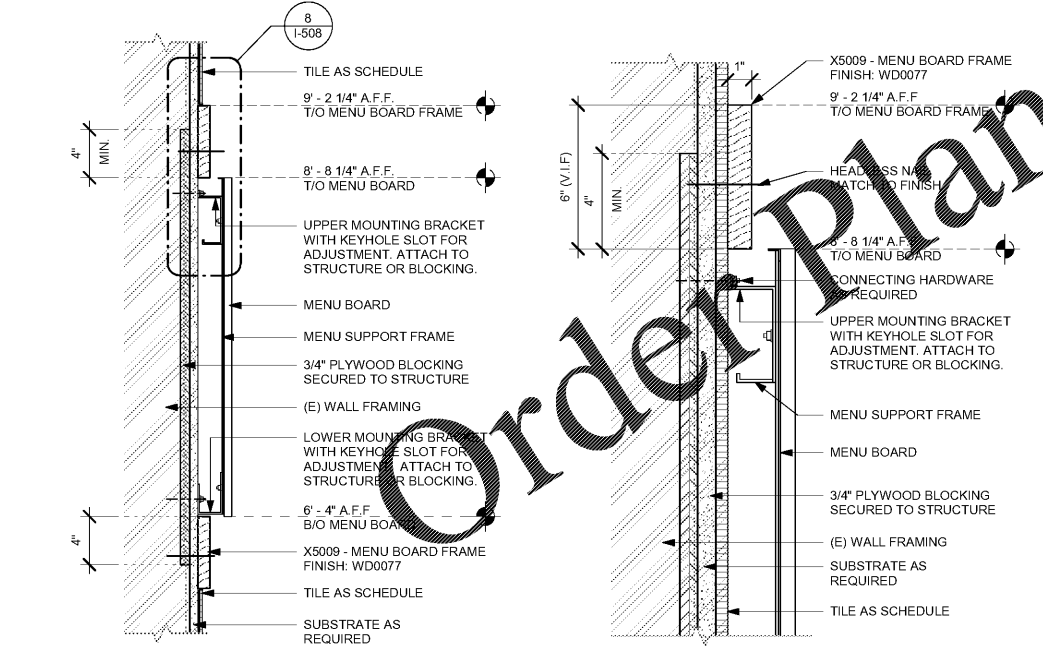 8
I-508
TILE AS SCHEDULE
9' - 2 1/4" A.F.F.
T/O MENU BOARD FRAME
4"
MIN.
8' - 8 1/4" A.F.F.
T/O MENU BOARD
UPPER MOUNTING BRACKET
WITH KEYHOLE SLOT FOR
ADJUSTMENT. ATTACH TO
STRUCTURE OR BLOCKING.
MENU BOARD
MENU SUPPORT FRAME
3/4" PLYWOOD BLOCKING
SECURED TO STRUCTURE
(E) WALL FRAMING
LOWER MOUNTING BRACKET
WITH KEYHOLE SLOT FOR
ADJUSTMENT. ATTACH TO
STRUCTURE OR BLOCKING.
6' - 4" A.F.F
B/O MENU BOARD
4"
X5009 - MENU BOARD FRAME
FINISH: WD0077
TILE AS SCHEDULE
SUBSTRATE AS
REQUIRED
1"
X5009 - MENU BOARD FRAME
FINISH: WD0077
9' - 2 1/4" A.F.F
T/O MENU BOARD FRAME
6" (V.I.F)
4"
MIN.
HEADLESS NAIL
MATCH TO FINISH
8' - 8 1/4" A.F.F
T/O MENU BOARD
CONNECTING HARDWARE
AS REQUIRED
UPPER MOUNTING BRACKET
WITH KEYHOLE SLOT FOR
ADJUSTMENT. ATTACH TO
STRUCTURE OR BLOCKING.
MENU SUPPORT FRAME
MENU BOARD
3/4" PLYWOOD BLOCKING
SECURED TO STRUCTURE
(E) WALL FRAMING
SUBSTRATE AS
REQUIRED
TILE AS SCHEDULE
Order Plan